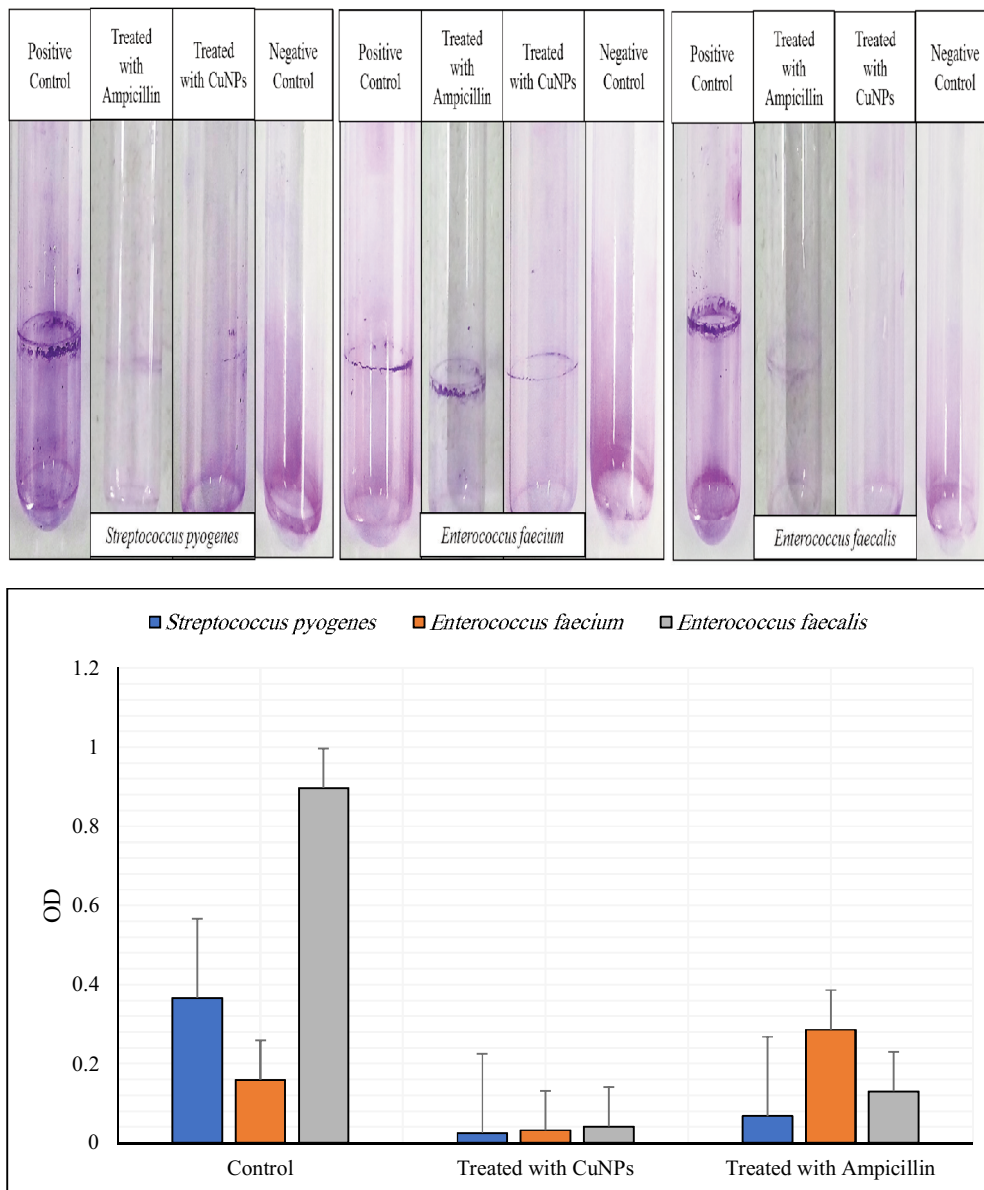 Positive
Control
Treated
with
Ampicillin
Treated
with CuNPs
Negative
Control
Positive
Control
Treated
with
Ampicillin
Treated
with CuNPs
Negative
Control
Positive
Control
Treated
with
Ampicillin
Treated
with
CuNPs
Negative
Control
Streptococcus pyogenes
Enterococcus faecium
Enterococcus faecalis
Streptococcus pyogenes
Enterococcus faecium
Enterococcus faecalis
1.2
1
0.8
0.6
0.4
0.2
0
OD
Control
Treated with CuNPs
Treated with Ampicillin